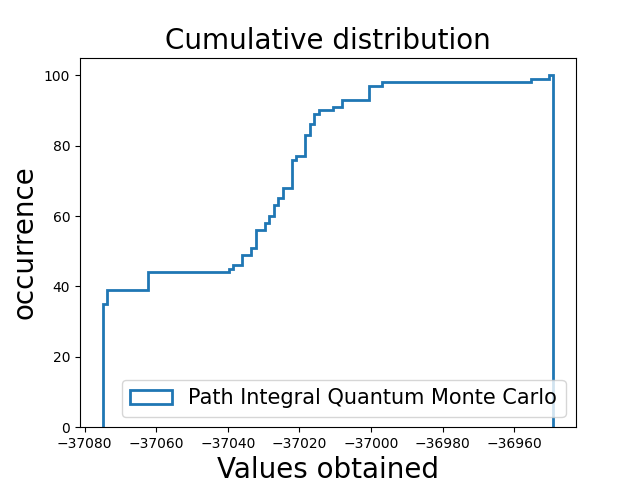 Cumulative distribution
occurrence
100
80
60
40
20
0
Path Integral Quantum Monte Carlo
−37080 −37060 −37040 −37020 −37000 −36980 −36960
Values obtained